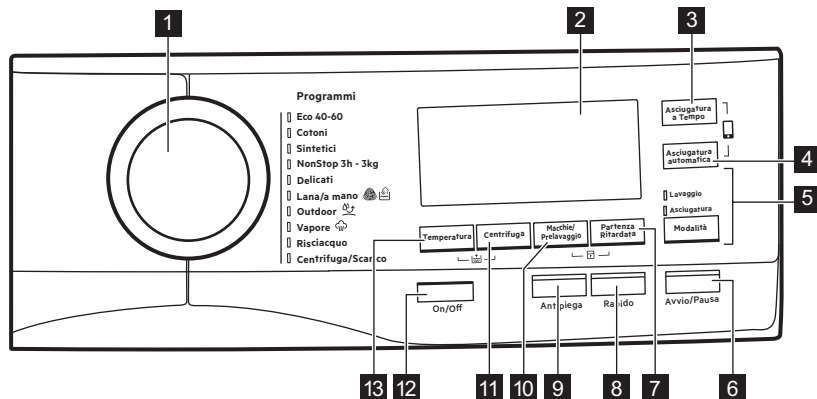 1
2
3
Programmi
Eco 40-60
Cotoni
Sintetici
NonStop 3h - 3kg
Delicati
Lana/a mano
Outdoor
Vapore
Risciacquo
Centrifuga/Scarico
Asciugatura
a Tempo
Asciugatura
automatica
4
Lavaggio
Asciugatura
Modalità
5
Temperatura
Centrifuga
Macchie/
Prelavaggio
Partenza
Ritardata
On/Off
Antipiega
Rapido
Avvio/Pausa
13
12
11
10
9
8
7
6